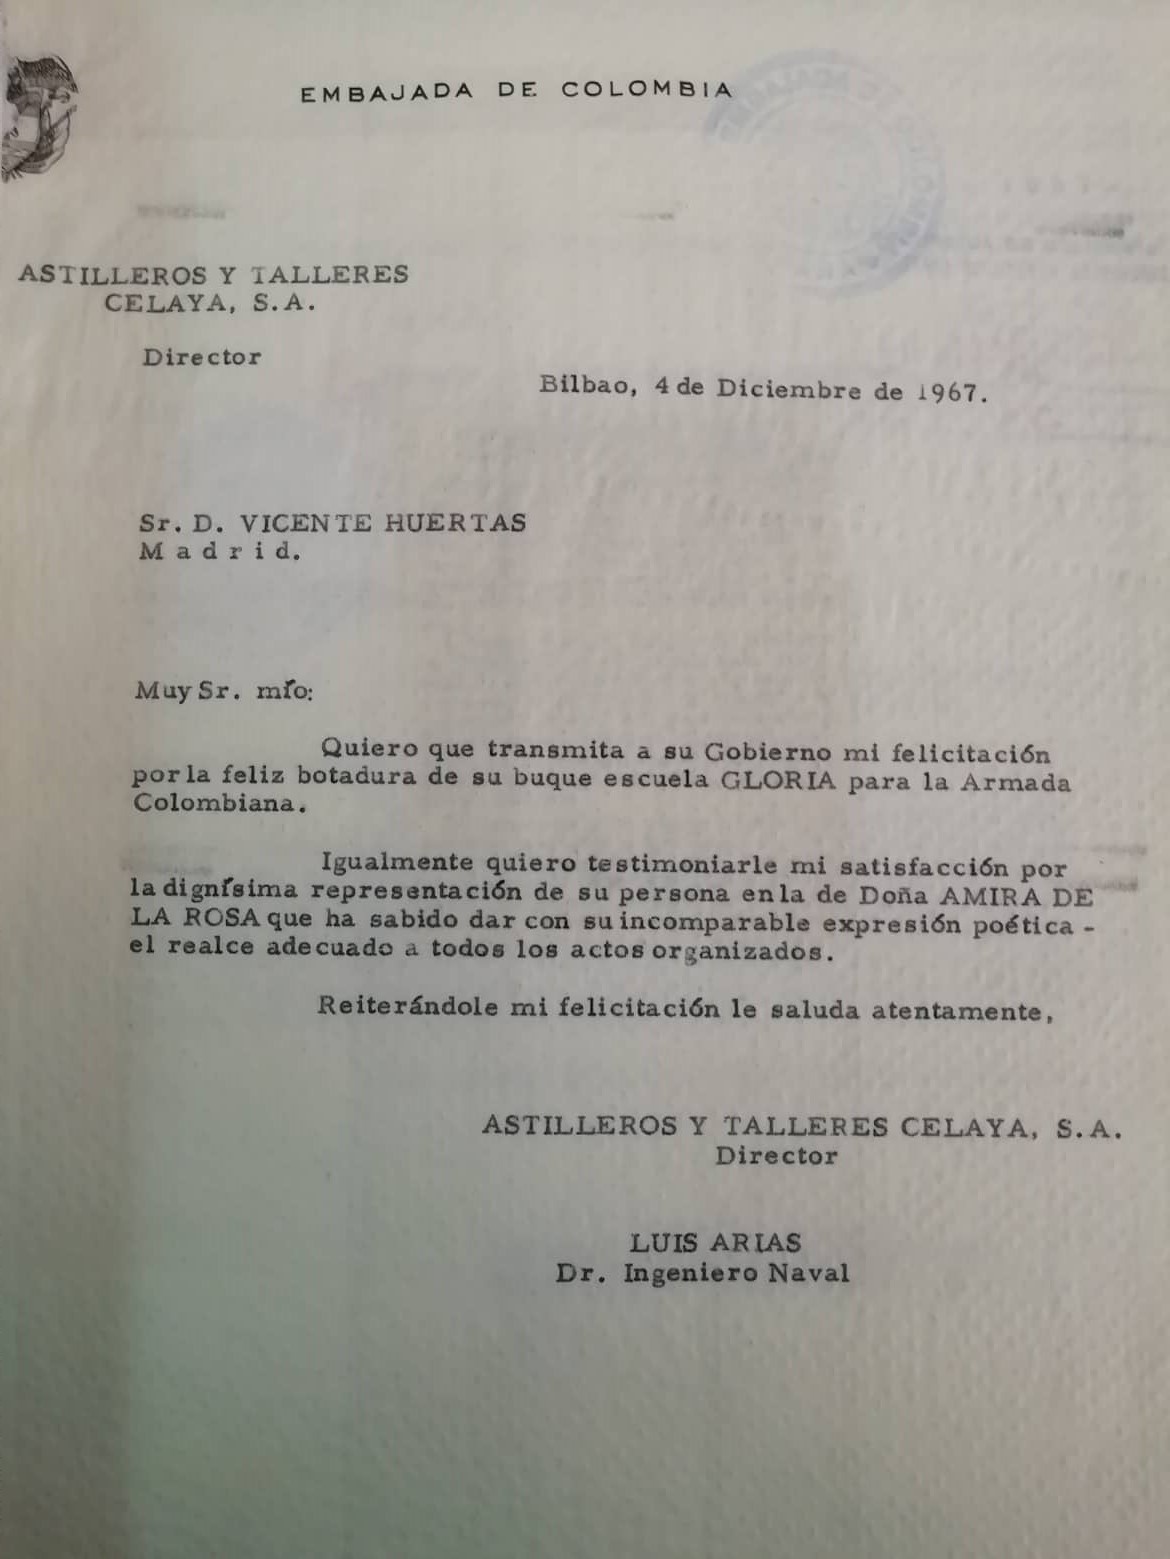 EMBAJADA DE COLOMBIA
ASTILLEROS Y TALLERES
CELAYA, S.A.
Director
Bilbao, 4 de Diciembre de 1967.
Sr. D. VICENTE HUERTAS
M a d r i d.
Muy Sr. mío:
Quiero que transmita a su Gobierno mi felicitación
por la feliz botadura de su buque escuela GLORIA para la Armada
Colombiana.
Igualmente quiero testimoniarle mi satisfacción por
la dignísima representación de su persona en la de Doña AMIRA DE
LA ROSA que ha sabido dar con su incomparable expresión poética -
el realce adecuado a todos los actos organizados.
Reiterándole mi felicitación le saluda atentamente,
ASTILLEROS Y TALLERES CELAYA, S.A.
Director
LUIS ARIAS
Dr. Ingeniero Naval